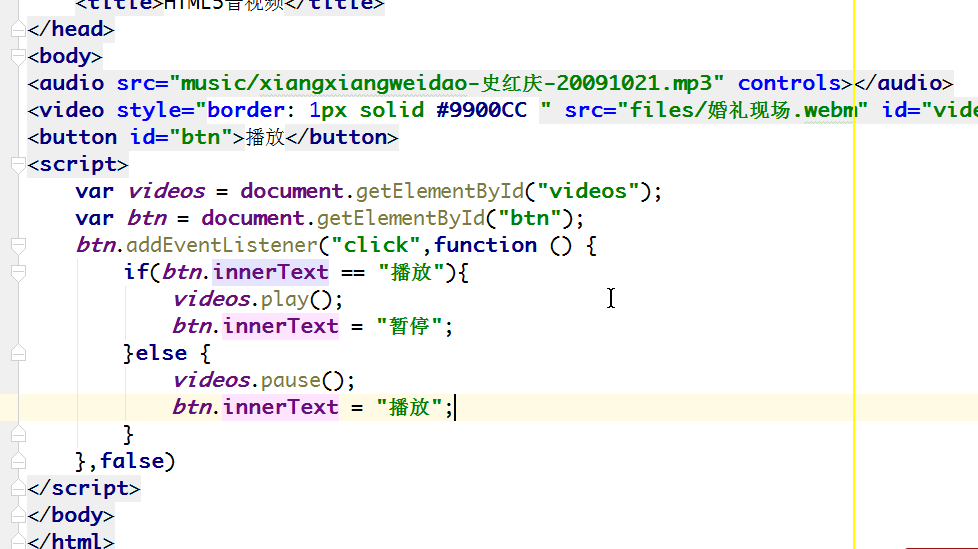 <title>HTML5音视频</title>
</head>
<body>
<audio src="music/xiangxiangweidao-史红庆-20091021.mp3" controls></audio>
<video style="border: 1px solid #9900CC " src="files/婚礼现场.webm" id="vide
<button id="btn">播放</button>
<script>
var videos = document.getElementById("videos");
var btn = document.getElementById("btn");
btn.addEventListener("click",function () {
if(btn.innerText == "播放"){
videos.play();
btn.innerText = "暂停";
}else {
videos.pause();
btn.innerText = "播放";
}
},false)
</script>
</body>
</html>